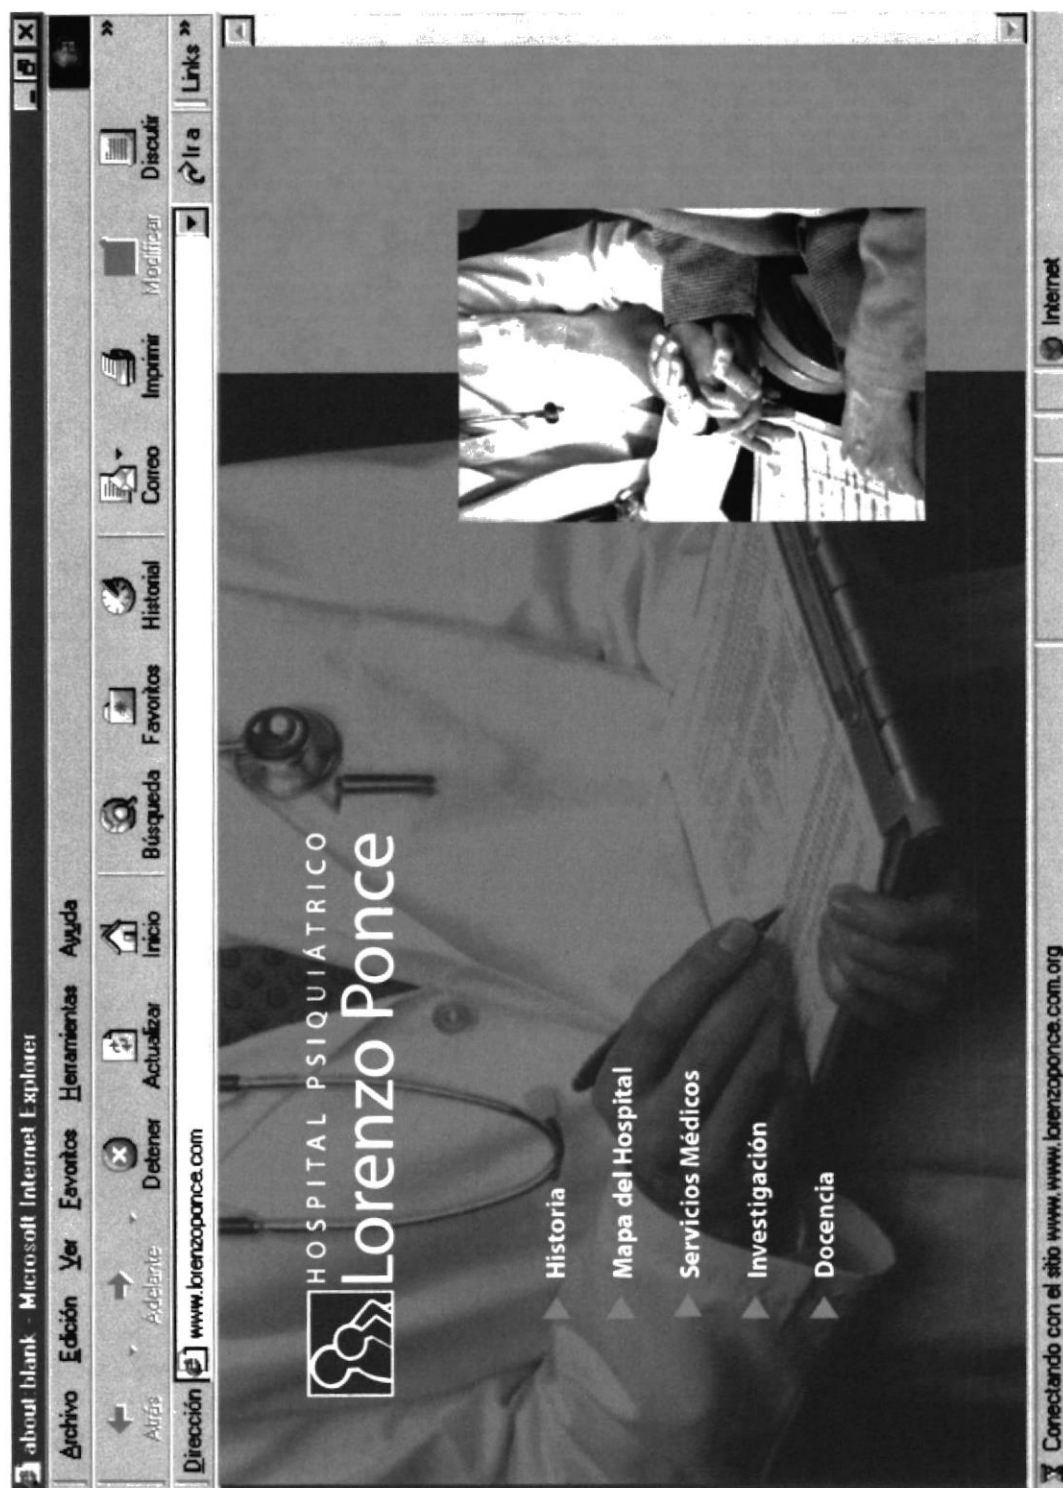 about:blank - Microsoft Internet Explorer
Archivo Edición Ver Favoritos Herramientas Ayuda
Atrás Adelante Detener Actualizar Inicio Búsqueda Favoritos Historial Correo Imprimir Modificar Discutir »
Dirección www.lorenzoponce.com Ir a Links »
HOSPITAL PSIQUIÁTRICO
Lorenzo Ponce
Historia
Mapa del Hospital
Servicios Médicos
Investigación
Docencia
Conectando con el sitio www.www.lorenzoponce.com.org Internet